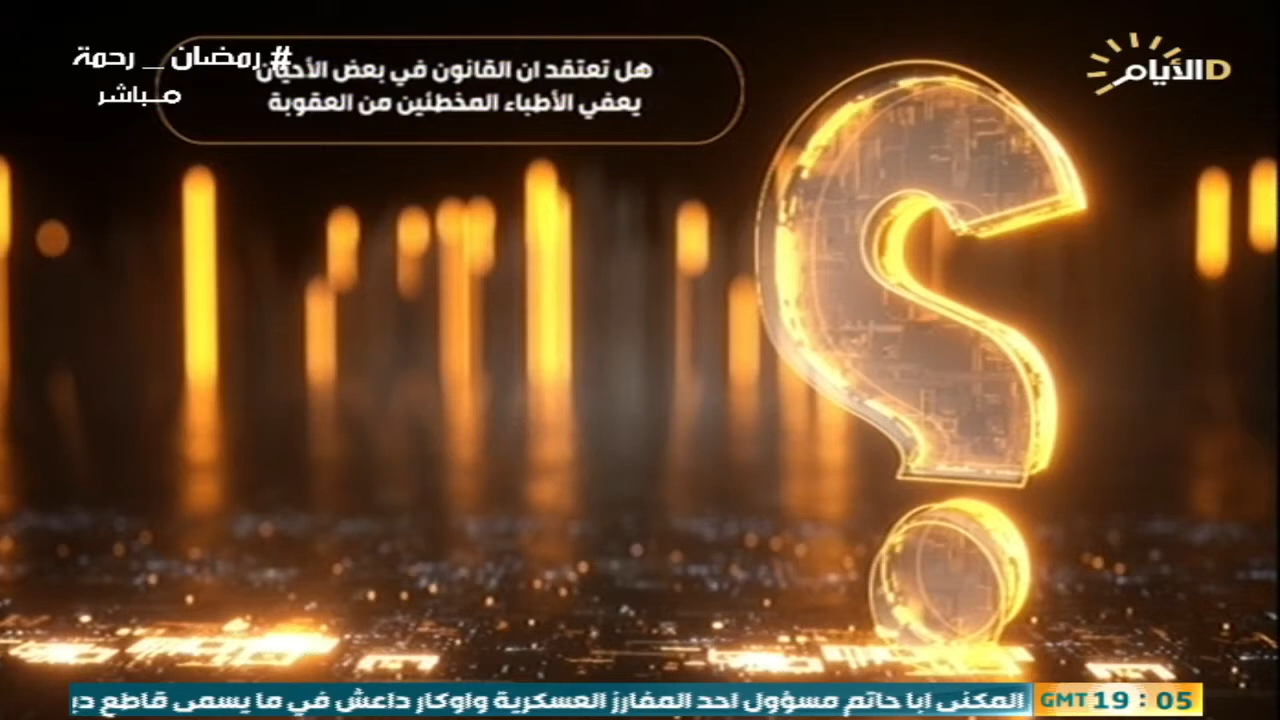 #رمضان _ رحمة
مباشر
هل تعتقد ان القانون في بعض الأحيان
يعفي الأطباء المخطئين من العقوبة
الأيام
المكنى ابا حاتم مسؤول احد المفارز العسكرية واوكار داعش في ما يسمى قاطع
GMT 19 : 05